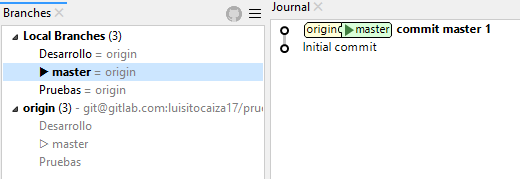 Branches
Local Branches (3)
Desarrollo = origin
master = origin
Pruebas = origin
origin (3) - git@gitlab.com:luisitocaiza17/prue
Desarrollo
master
Pruebas
Journal
origin master commit master 1
Initial commit